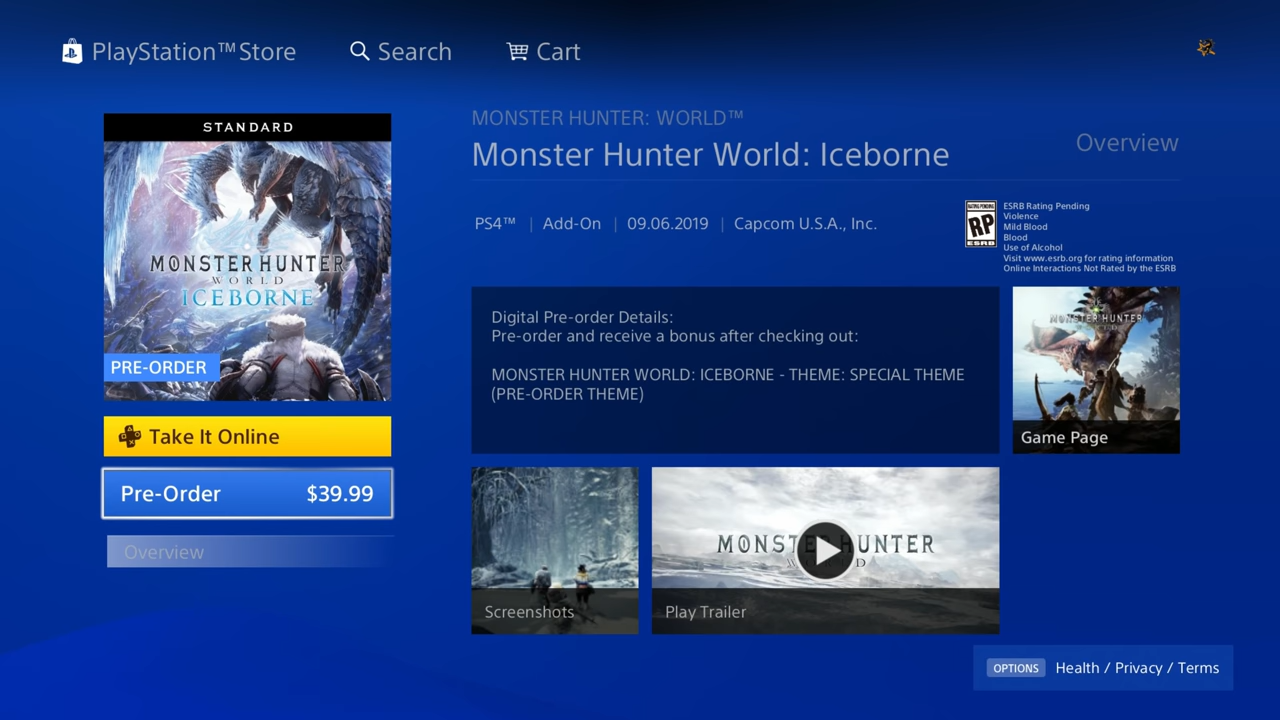 PlayStation™Store
Search
Cart
STANDARD
MONSTER HUNTER
WORLD
ICEBORNE
PRE-ORDER
Take It Online
Pre-Order $39.99
Overview
MONSTER HUNTER: WORLD™
Monster Hunter World: Iceborne
Overview
PS4™ | Add-On | 09.06.2019 | Capcom U.S.A., Inc.
RATING PENDING
RP
ESRB
ESRB Rating Pending
Violence
Mild Blood
Blood
Use of Alcohol
Visit www.esrb.org for rating information
Online Interactions Not Rated by the ESRB
Digital Pre-order Details:
Pre-order and receive a bonus after checking out:
MONSTER HUNTER WORLD: ICEBORNE - THEME: SPECIAL THEME
(PRE-ORDER THEME)
MONSTER HUNTER
Game Page
Screenshots
MONSTER HUNTER
Play Trailer
OPTIONS Health / Privacy / Terms